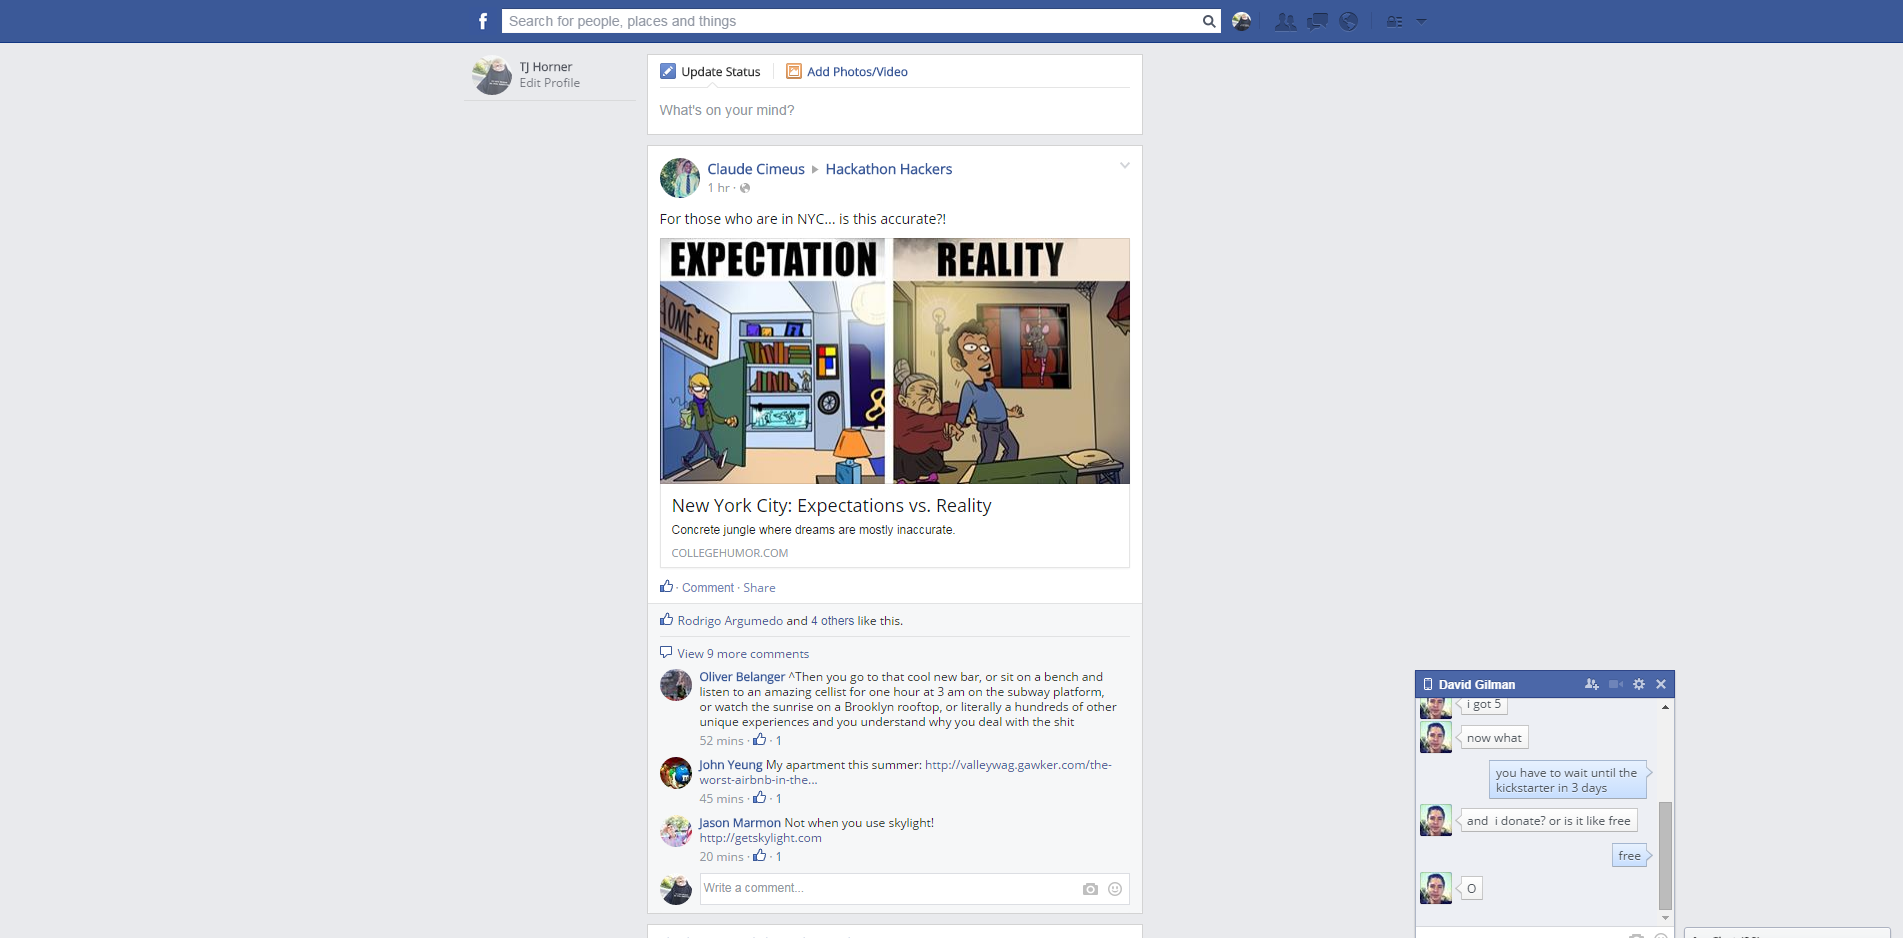 f
Search for people, places and things
TJ Horner
Edit Profile
Update Status
Add Photos/Video
What's on your mind?
Claude Cimeus ▸ Hackathon Hackers
1 hr ·
For those who are in NYC... is this accurate?!
EXPECTATION
REALITY
HOME.EXE
New York City: Expectations vs. Reality
Concrete jungle where dreams are mostly inaccurate.
COLLEGEHUMOR.COM
· Comment · Share
Rodrigo Argumedo and 4 others like this.
View 9 more comments
Oliver Belanger ^Then you go to that cool new bar, or sit on a bench and
listen to an amazing cellist for one hour at 3 am on the subway platform,
or watch the sunrise on a Brooklyn rooftop, or literally a hundreds of other
unique experiences and you understand why you deal with the shit
52 mins · 1
John Yeung My apartment this summer: http://valleywag.gawker.com/the-
worst-airbnb-in-the...
45 mins · 1
Jason Marmon Not when you use skylight!
http://getskylight.com
20 mins · 1
Write a comment...
David Gilman
i got 5
now what
you have to wait until the
kickstarter in 3 days
and i donate? or is it like free
free
O